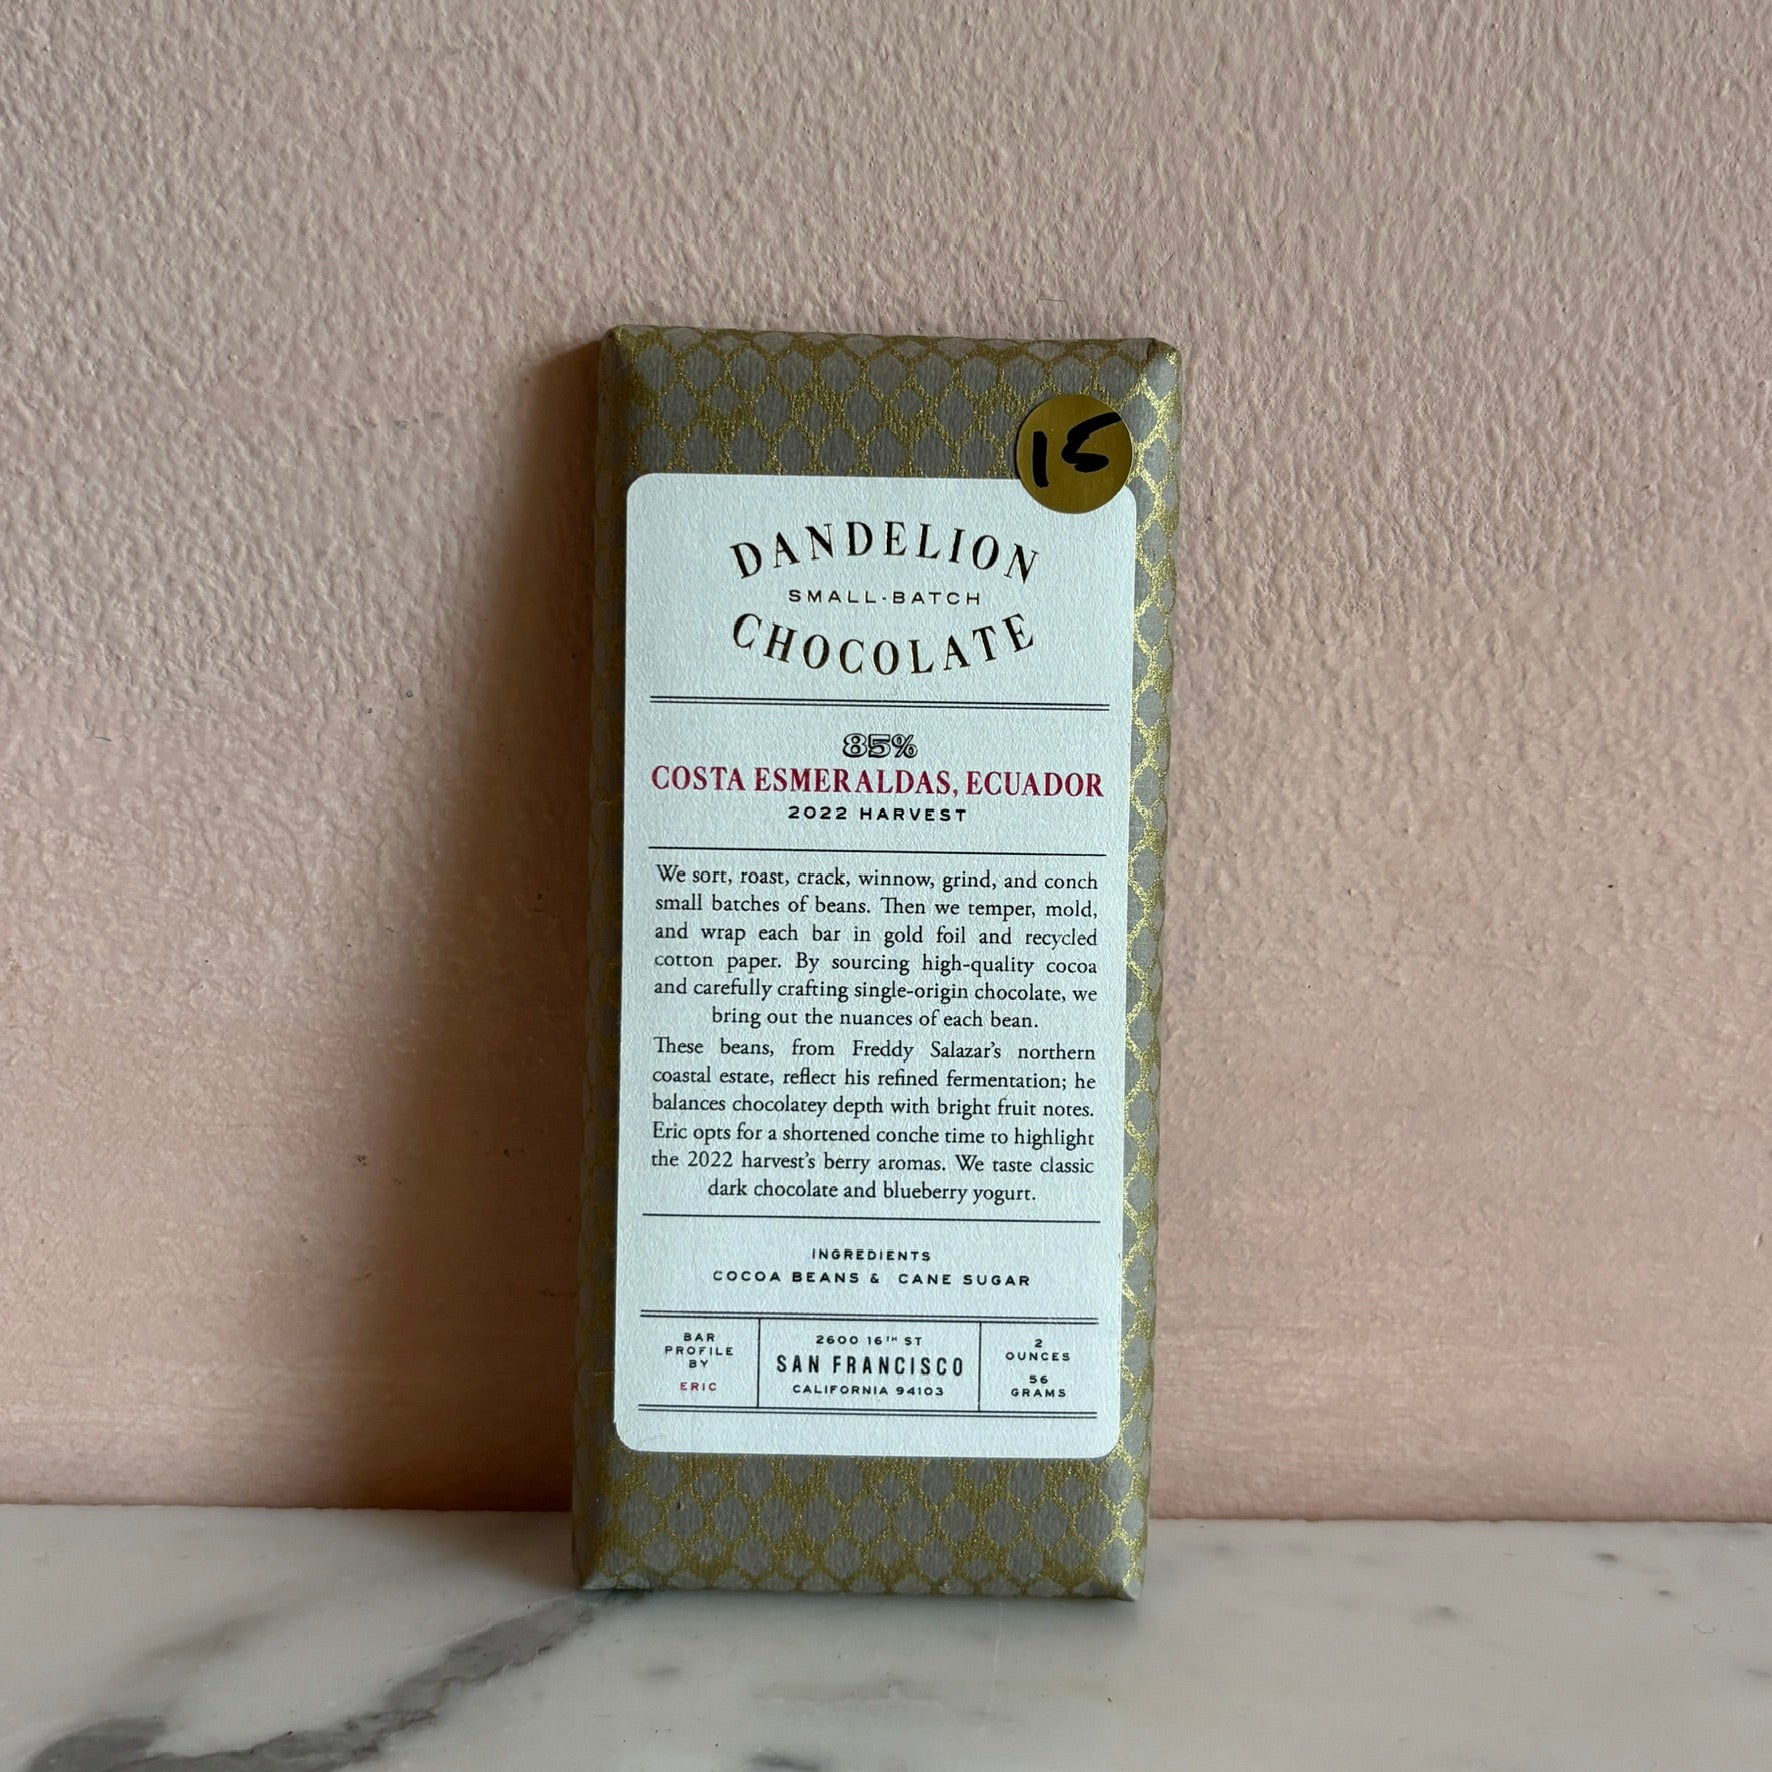 15
DANDELION
SMALL-BATCH
CHOCOLATE
85%
COSTA ESMERALDAS, ECUADOR
2022 HARVEST
We sort, roast, crack, winnow, grind, and conch
small batches of beans. Then we temper, mold,
and wrap each bar in gold foil and recycled
cotton paper. By sourcing high-quality cocoa
and carefully crafting single-origin chocolate, we
bring out the nuances of each bean.
These beans, from Freddy Salazar's northern
coastal estate, reflect his refined fermentation; he
balances chocolatey depth with bright fruit notes.
Eric opts for a shortened conche time to highlight
the 2022 harvest's berry aromas. We taste classic
dark chocolate and blueberry yogurt.
INGREDIENTS
COCOA BEANS & CANE SUGAR
BAR
PROFILE
BY
ERIC
2600 16TH ST
SAN FRANCISCO
CALIFORNIA 94103
2
OUNCES
56
GRAMS